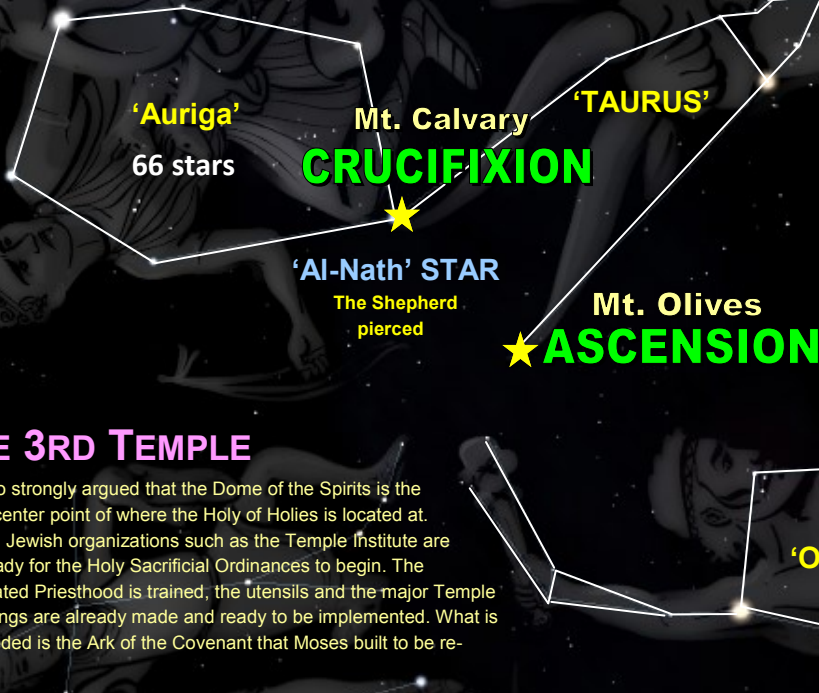 ‘Auriga’
66 stars
‘TAURUS’
Mt. Calvary
CRUCIFIXION
‘Al-Nath’ STAR
The Shepherd
pierced
Mt. Olives
ASCENSION
3RD TEMPLE
strongly argued that the Dome of the Spirits is the
center point of where the Holy of Holies is located at.
Jewish organizations such as the Temple Institute are
for the Holy Sacrificial Ordinances to begin. The
Priesthood is trained, the utensils and the major Temple
are already made and ready to be implemented. What is
is the Ark of the Covenant that Moses built to be re-